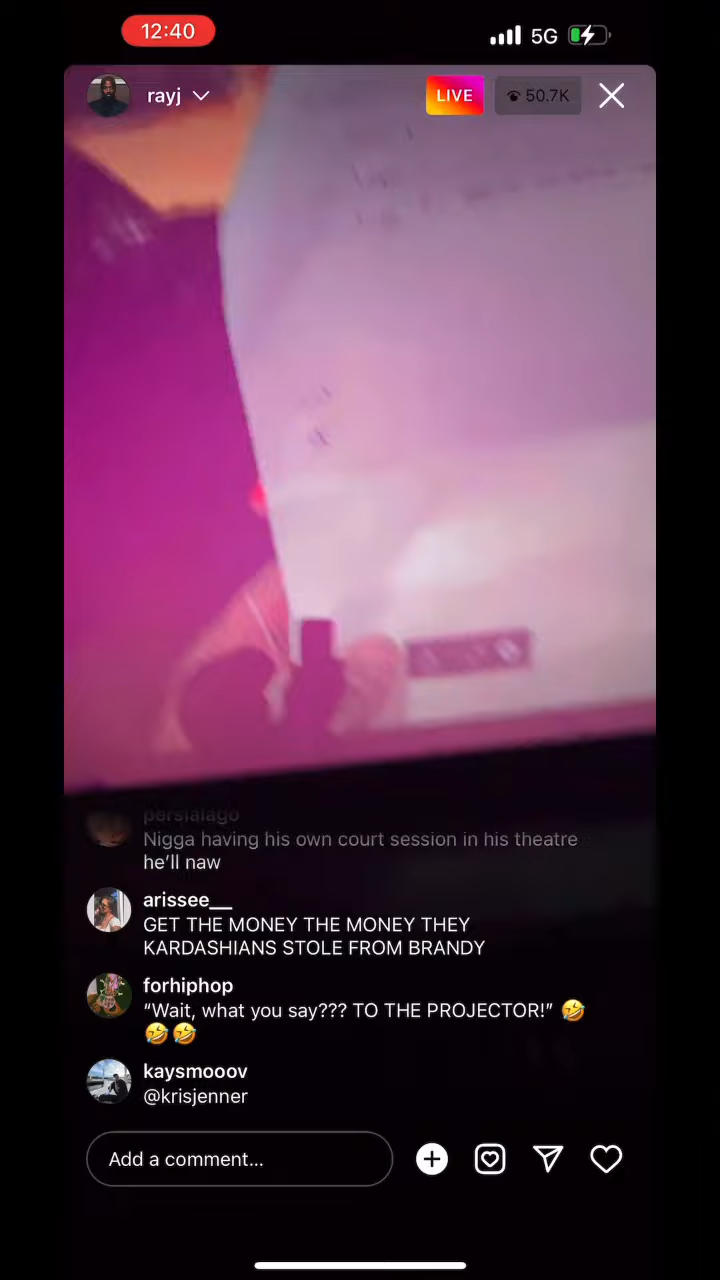 12:40
5G
rayj
LIVE
50.7K
persialago
Nigga having his own court session in his theatre
he'll naw
arissee__
GET THE MONEY THE MONEY THEY
KARDASHIANS STOLE FROM BRANDY
forhiphop
“Wait, what you say??? TO THE PROJECTOR!” 🤣
🤣🤣
kaysmooov
@krisjenner
Add a comment...